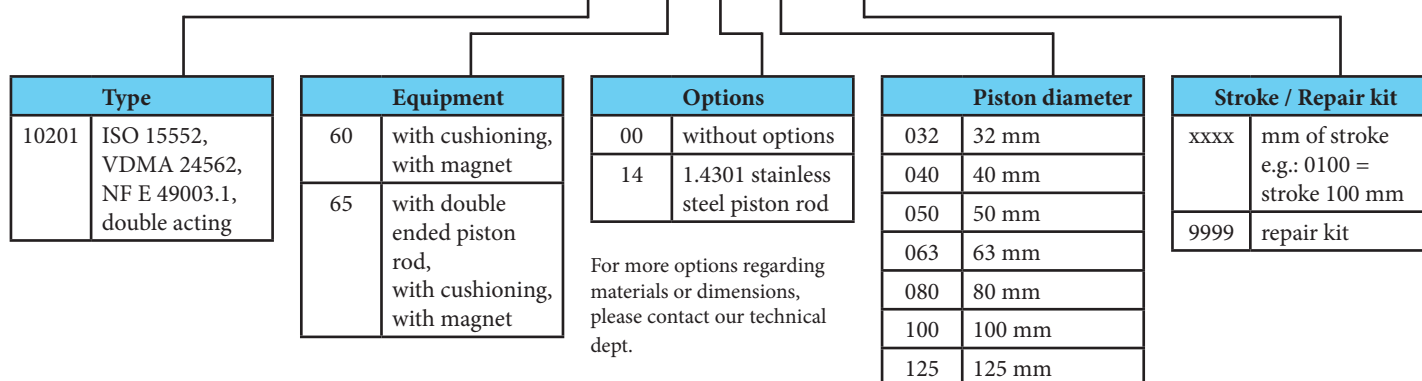 Type
10201 ISO 15552,
VDMA 24562,
NF E 49003.1,
double acting
Equipment
60 with cushioning,
with magnet
65 with double
ended piston
rod,
with cushioning,
with magnet
Options
00 without options
14 1.4301 stainless
steel piston rod
For more options regarding
materials or dimensions,
please contact our technical
dept.
Piston diameter
032 32 mm
040 40 mm
050 50 mm
063 63 mm
080 80 mm
100 100 mm
125 125 mm
Stroke / Repair kit
xxxx mm of stroke
e.g.: 0100 =
stroke 100 mm
9999 repair kit